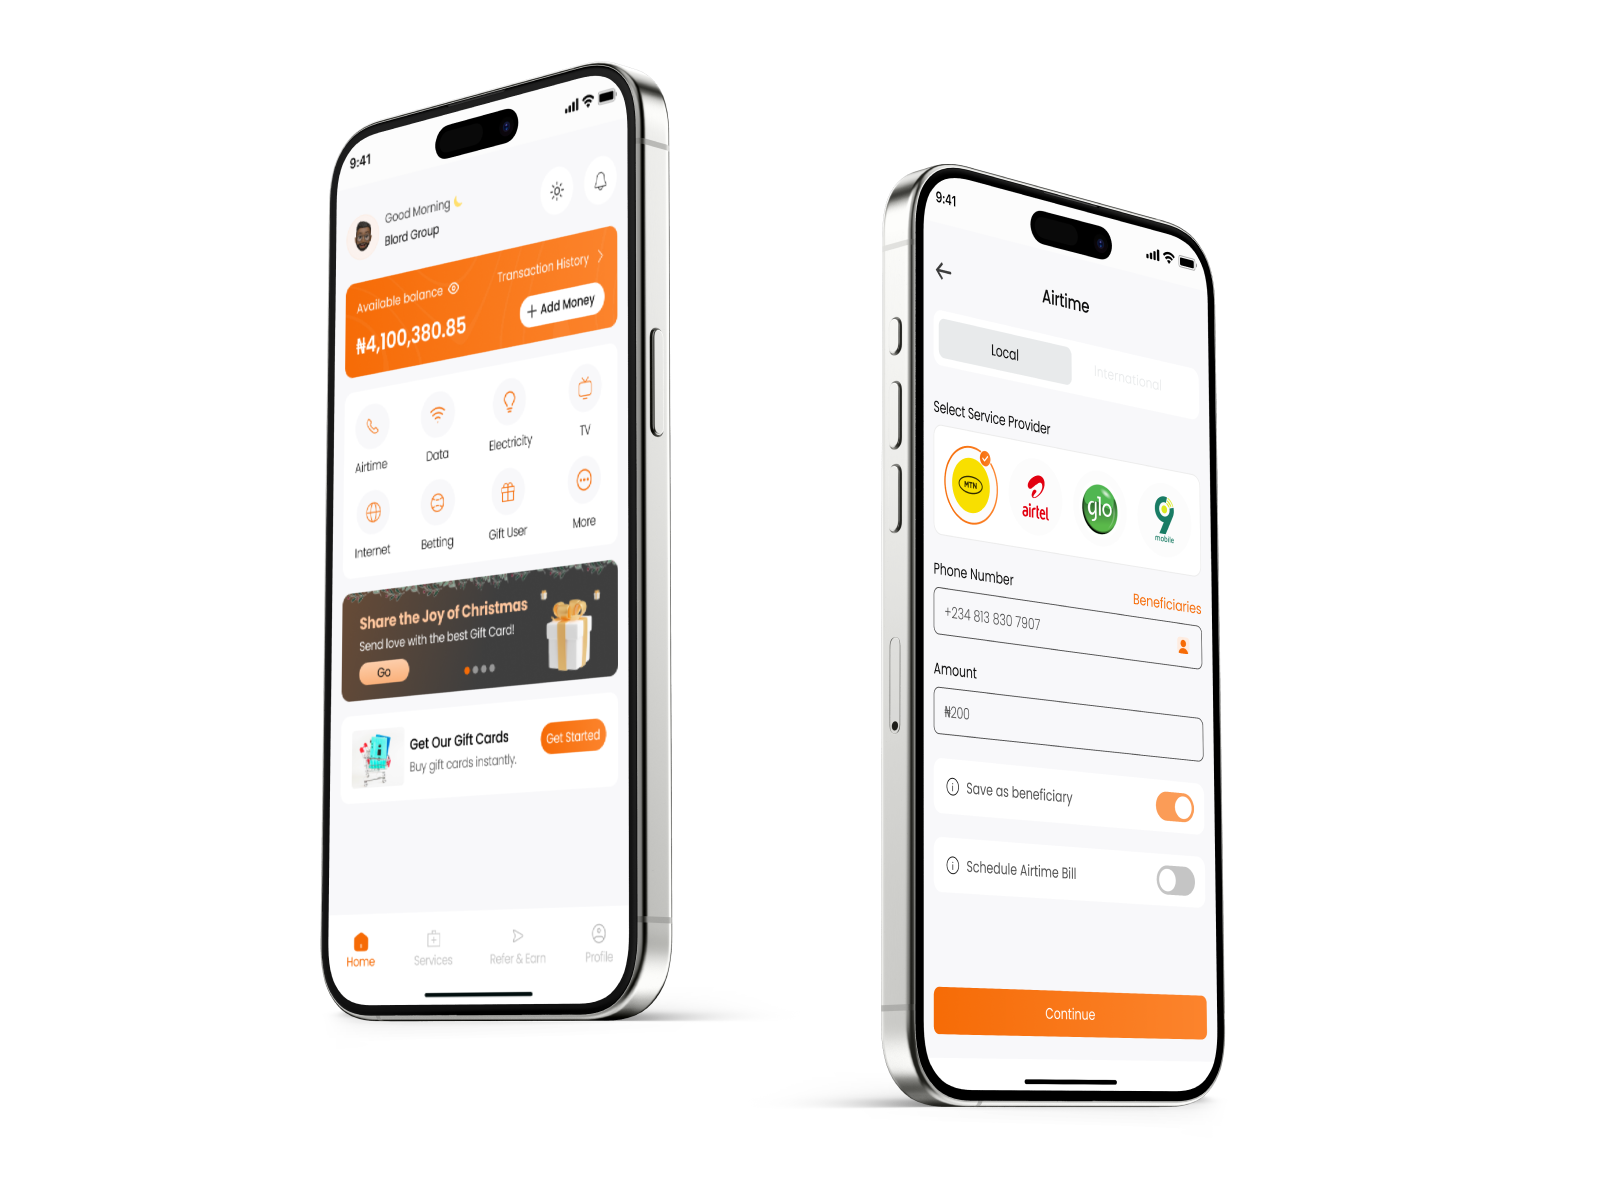 9:41
Good Morning
Blord Group
Available balance
Transaction History
₦4,100,380.85
+ Add Money
Airtime
Data
Electricity
TV
Internet
Betting
Gift User
More
Share the Joy of Christmas
Send love with the best Gift Card!
Go
Get Our Gift Cards
Buy gift cards instantly.
Get Started
Home
Services
Refer & Earn
Profile
9:41
Airtime
Local
International
Select Service Provider
MTN
airtel
glo
9
mobile
Phone Number
Beneficiaries
+234 813 830 7907
Amount
₦200
Save as beneficiary
Schedule Airtime Bill
Continue